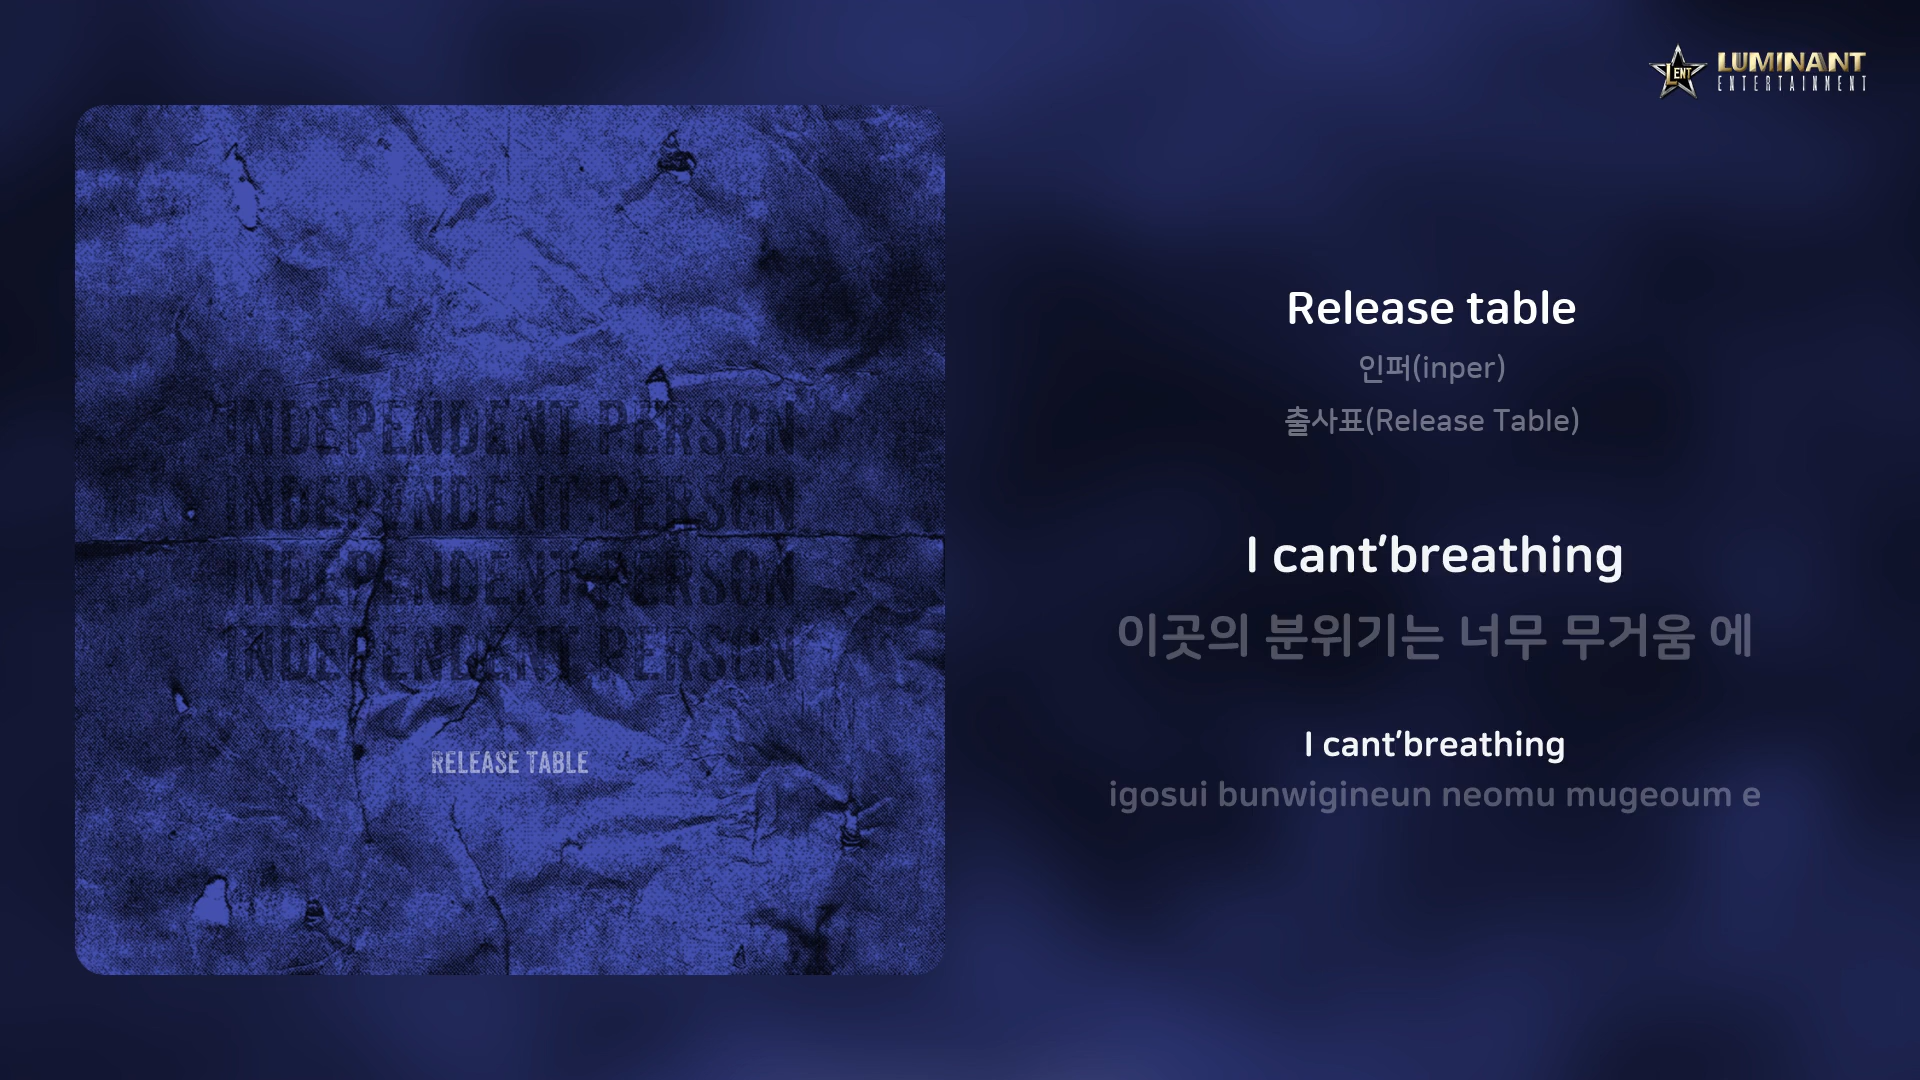 LENT
LUMINANT
ENTERTAINMENT
INDEPENDENT PERSON
INDEPENDENT PERSON
INDEPENDENT PERSON
INDEPENDENT PERSON
RELEASE TABLE
Release table
인퍼(inper)
출사표(Release Table)
I cant'breathing
이곳의 분위기는 너무 무거움 에
I cant'breathing
igosui bunwigineun neomu mugeoum e